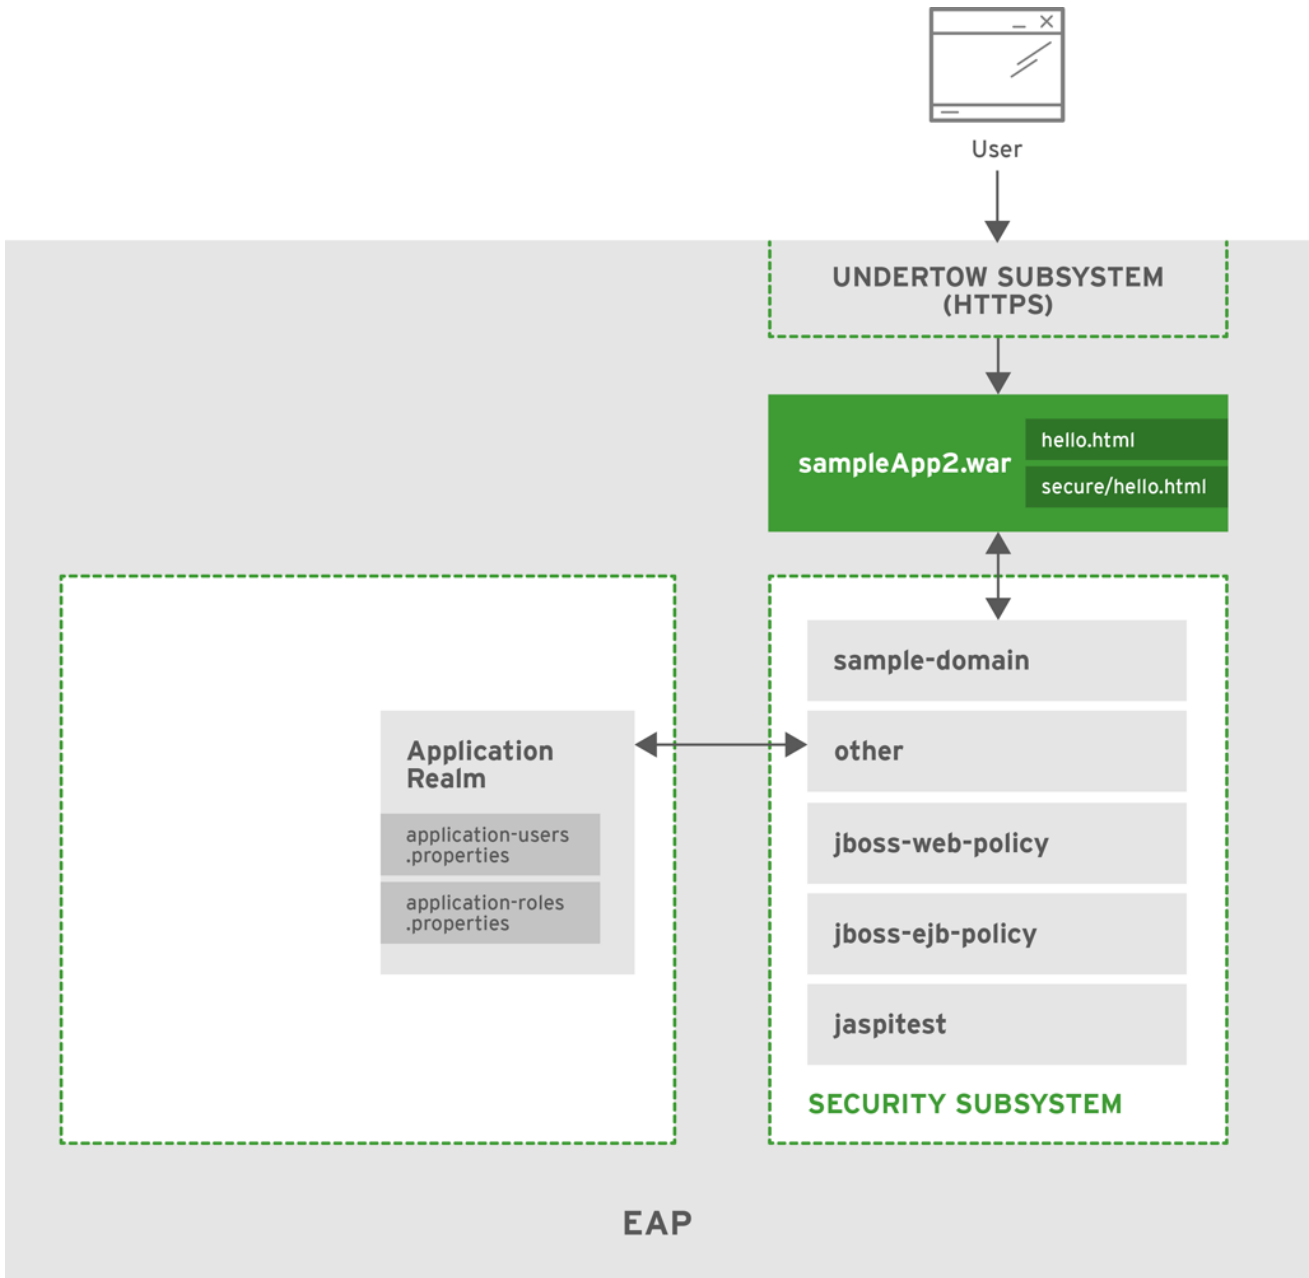 User
UNDERTOW SUBSYSTEM
(HTTPS)
sampleApp2.war
hello.html
secure/hello.html
Application
Realm
application-users
.properties
application-roles
.properties
sample-domain
other
jboss-web-policy
jboss-ejb-policy
jaspitest
SECURITY SUBSYSTEM
EAP